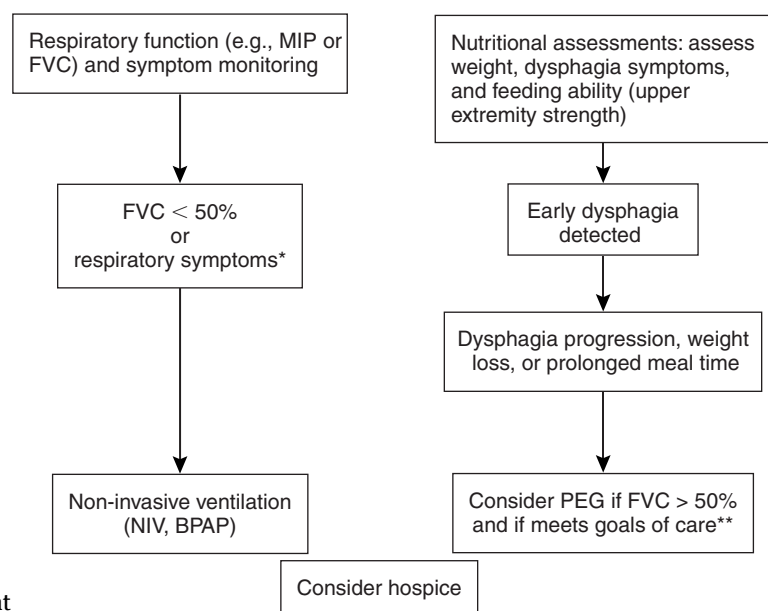 Respiratory function (e.g., MIP or
FVC) and symptom monitoring
FVC < 50%
or
respiratory symptoms*
Non-invasive ventilation
(NIV, BPAP)
Nutritional assessments: assess
weight, dysphagia symptoms,
and feeding ability (upper
extremity strength)
Early dysphagia
detected
Dysphagia progression, weight
loss, or prolonged meal time
Consider PEG if FVC > 50%
and if meets goals of care**
Consider hospice